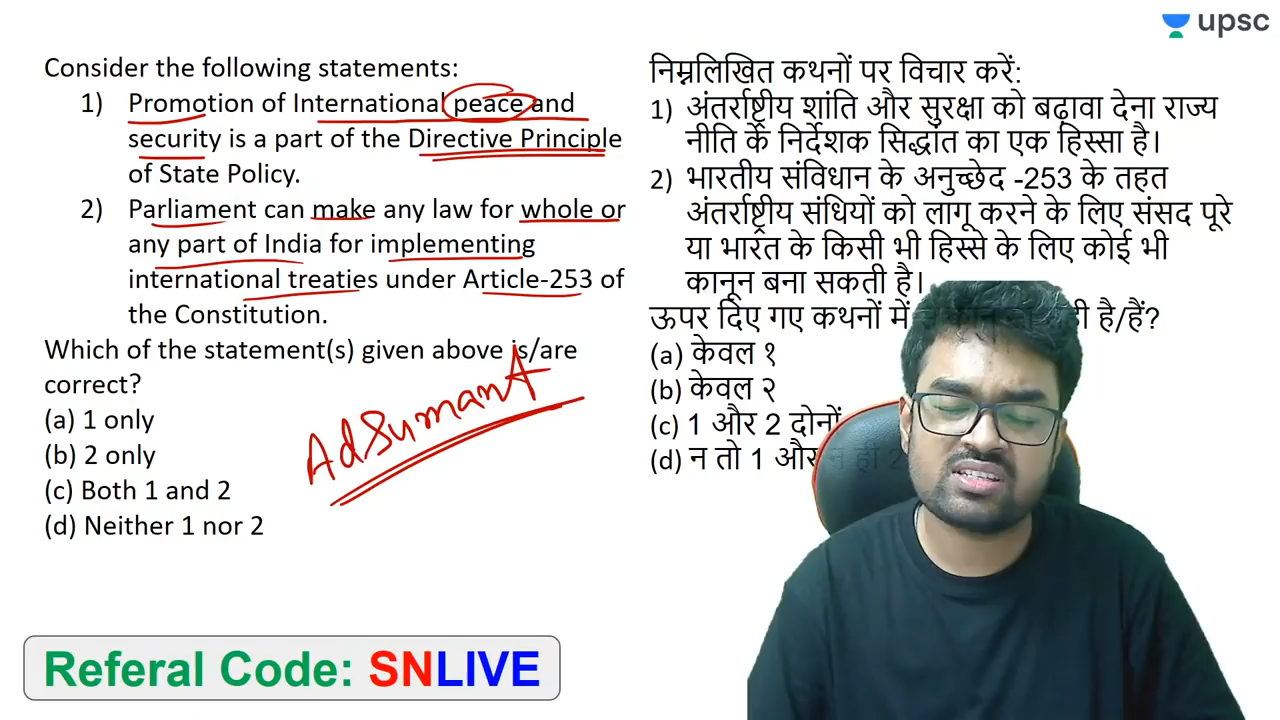 upsc
Consider the following statements:
1) Promotion of International peace and
security is a part of the Directive Principle
of State Policy.
2) Parliament can make any law for whole or
any part of India for implementing
international treaties under Article-253 of
the Constitution.
Which of the statement(s) given above is/are
correct?
(a) 1 only
(b) 2 only
(c) Both 1 and 2
(d) Neither 1 nor 2
AdSumanA
निम्नलिखित कथनों पर विचार करें:
1) अंतर्राष्ट्रीय शांति और सुरक्षा को बढ़ावा देना राज्य
नीति के निर्देशक सिद्धांत का एक हिस्सा है।
2) भारतीय संविधान के अनुच्छेद -253 के तहत
अंतर्राष्ट्रीय संधियों को लागू करने के लिए संसद पूरे
या भारत के किसी भी हिस्से के लिए कोई भी
कानून बना सकती है।
ऊपर दिए गए कथनों में है/हैं?
(a) केवल १
(b) केवल २
(c) 1 और 2 दोनों
(d) न तो 1 और न ही 2
Referal Code: SNLIVE